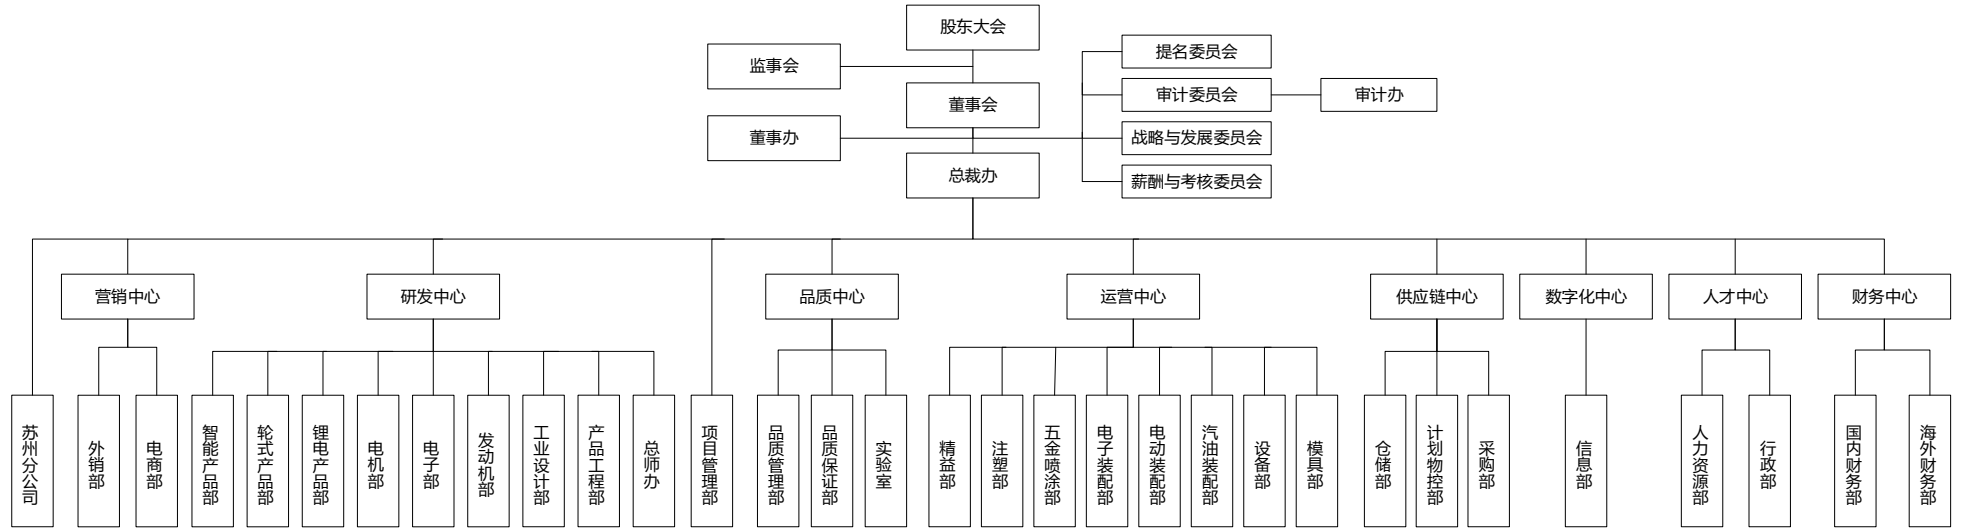 股东大会
监事会
提名委员会
董事会
审计委员会
审计办
董事办
战略与发展委员会
总裁办
薪酬与考核委员会
营销中心
研发中心
品质中心
运营中心
供应链中心
数字化中心
人才中心
财务中心
苏州分公司
外销部
电商部
智能产品部
轮式产品部
锂电产品部
电机部
电子部
发动机部
工业设计部
产品工程部
总师办
项目管理部
品质管理部
品质保证部
实验室
精益部
注塑部
五金喷涂部
电子装配部
电动装配部
汽油装配部
设备部
模具部
仓储部
计划物控部
采购部
信息部
人力资源部
行政部
国内财务部
海外财务部